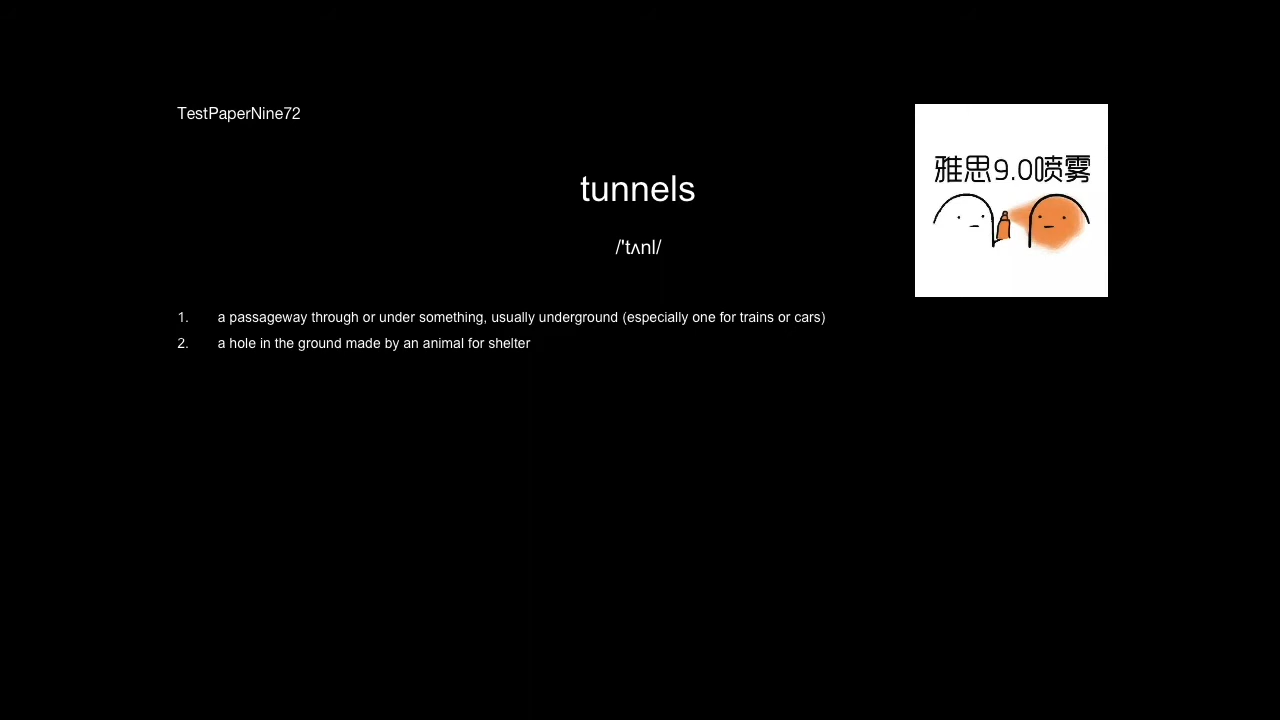 TestPaperNine72
雅思9.0喷雾
tunnels
/'tʌnl/
1. a passageway through or under something, usually underground (especially one for trains or cars)
2. a hole in the ground made by an animal for shelter